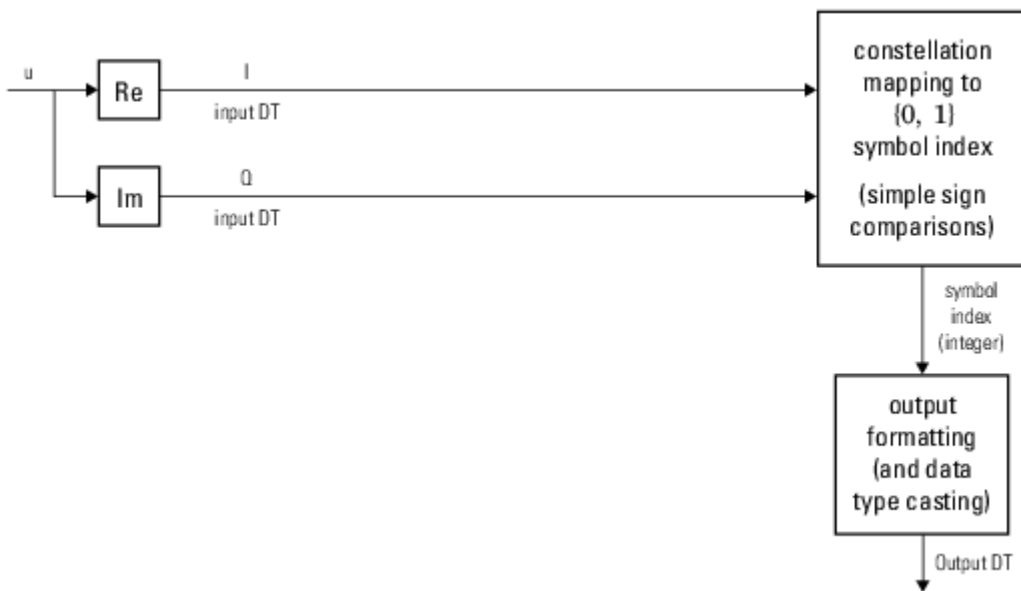 u
Re
I
input DT
Im
Q
input DT
constellation
mapping to
{0, 1}
symbol index
(simple sign
comparisons)
symbol
index
(integer)
output
formatting
(and data
type casting)
Output DT